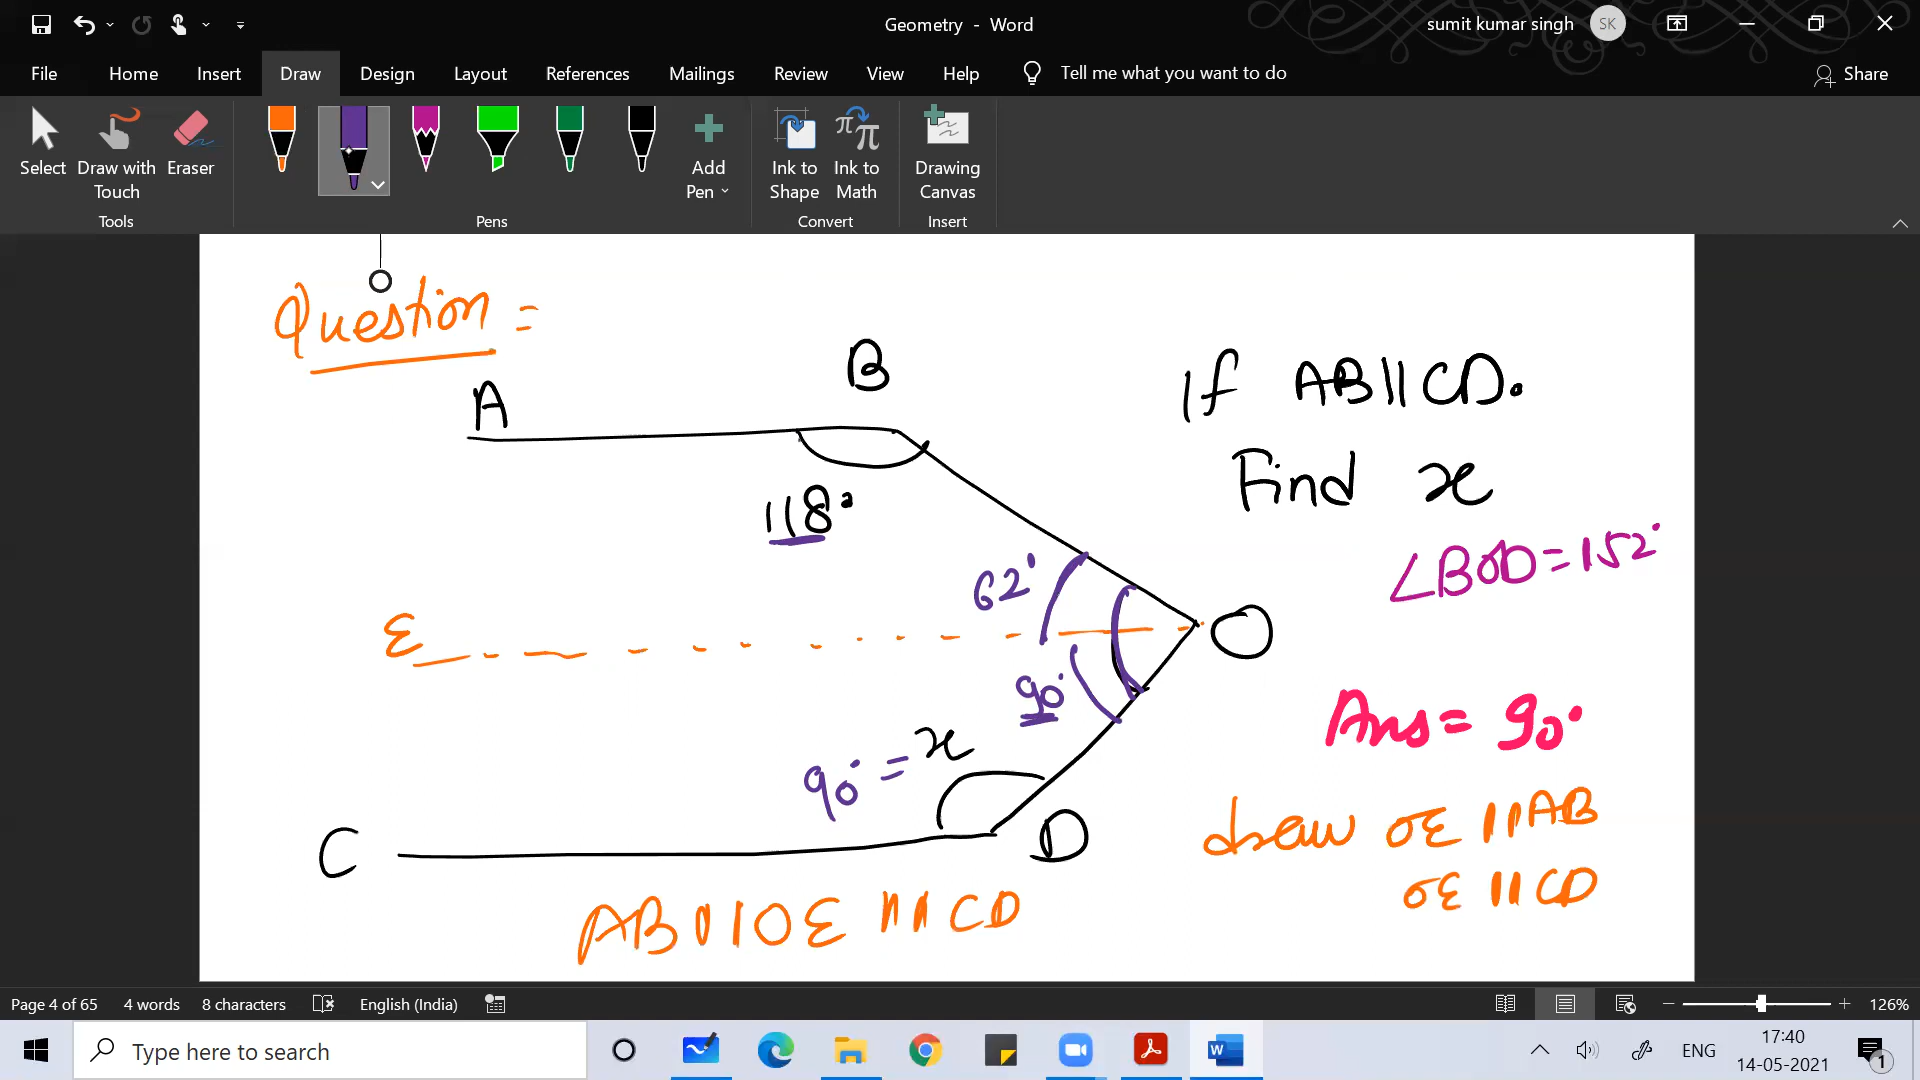 Geometry - Word
sumit kumar singh
SK
File Home Insert Draw Design Layout References Mailings Review View Help Tell me what you want to do Share
Select
Draw with Touch
Eraser
Add Pen
Ink to Shape
Ink to Math
Drawing Canvas
Tools Pens Convert Insert
Question =
A
B
If AB||CD.
Find x
118°
62°
∠BOD=152°
E
O
90°
90° = x
Ans = 90°
C
D
draw OE || AB
OE || CD
AB || OE || CD
Page 4 of 65 4 words 8 characters English (India) 126%
Type here to search
ENG
17:40
14-05-2021
1